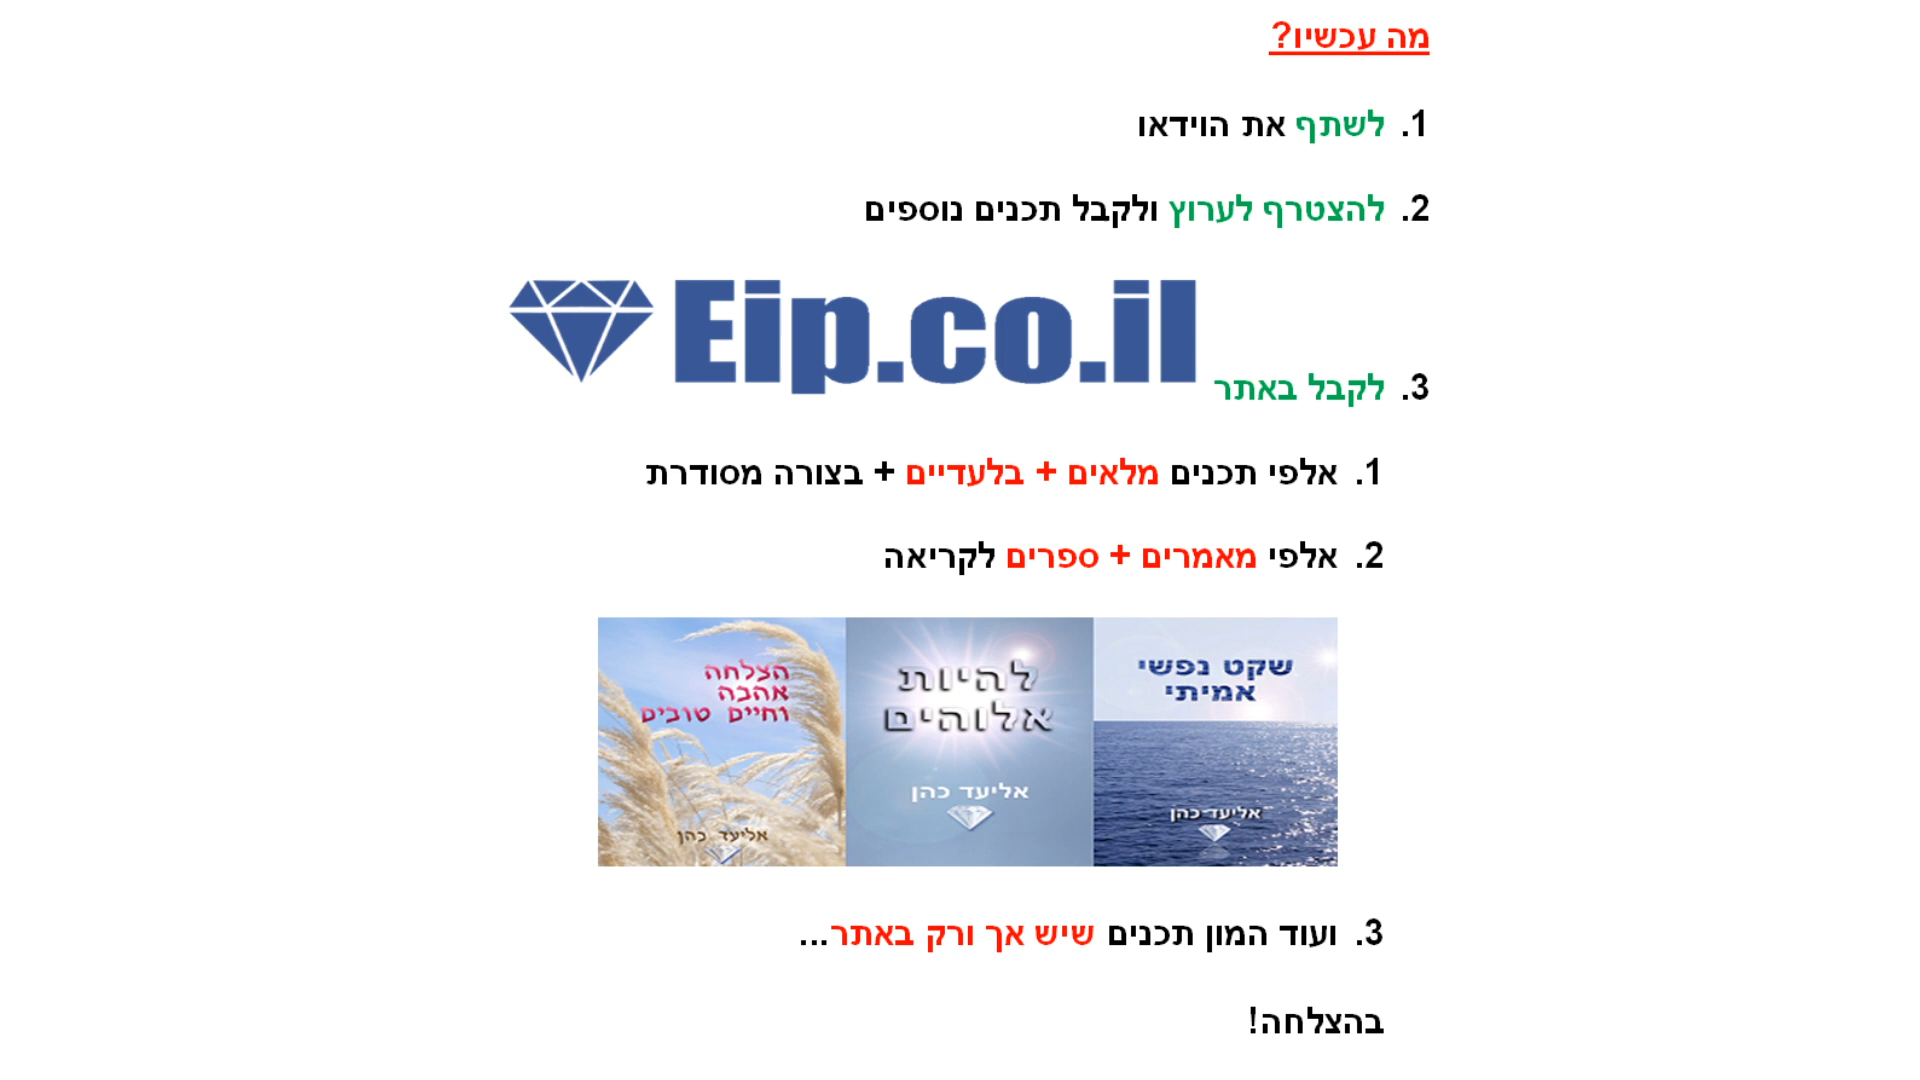 מה עכשיו?
1. לשתף את הוידאו
2. להצטרף לערוץ ולקבל תכנים נוספים
3. לקבל באתר Eip.co.il
1. אלפי תכנים מלאים + בלעדיים + בצורה מסודרת
2. אלפי מאמרים + ספרים לקריאה
שקט נפשי
אמיתי
אליעד כהן
להיות
אלוהים
אליעד כהן
הצלחה
אהבה
וחיים טובים
אליעד כהן
3. ועוד המון תכנים שיש אך ורק באתר...
בהצלחה!